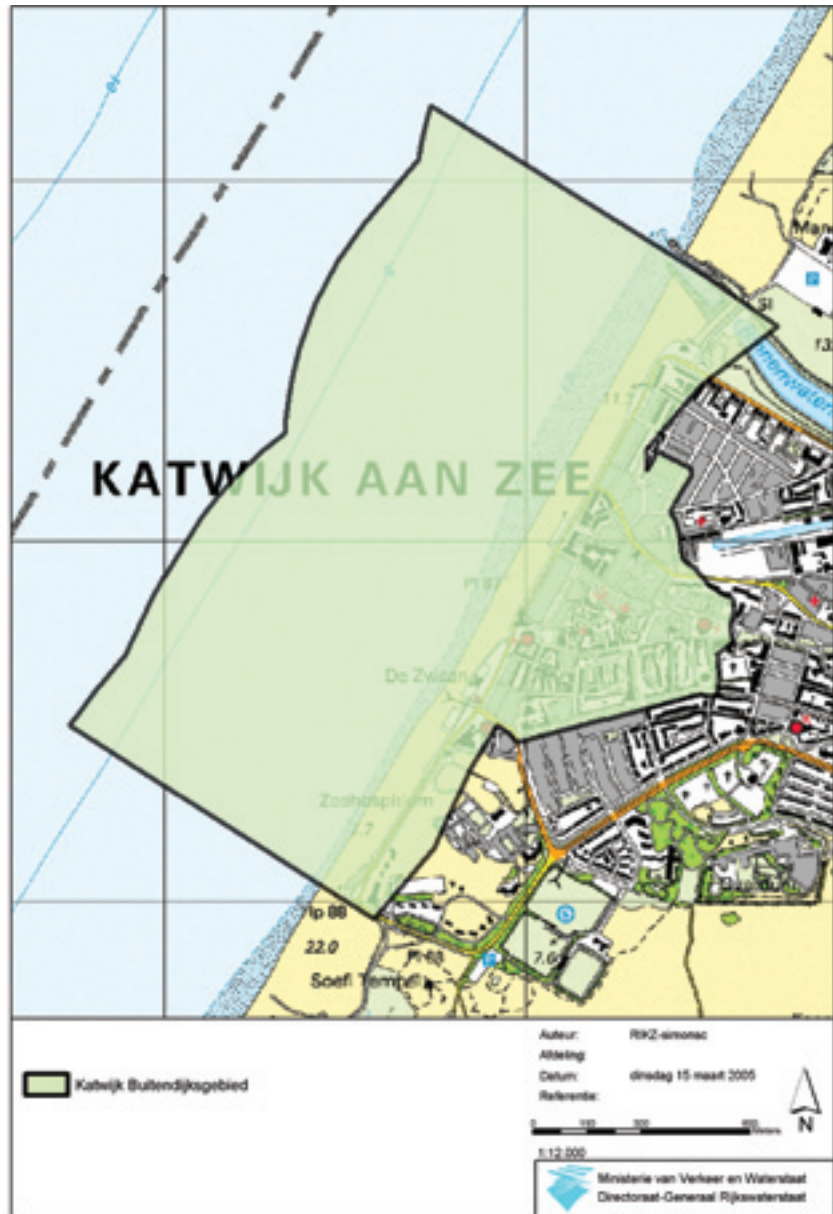 KATWIJK AAN ZEE
De Zwaan
Zeehospitium
22.0
Soefi Tempel
Katwijk Buitendijksgebied
Auteur: RIKZ-simonsc
Afdeling
Datum: dinsdag 15 maart 2005
Referentie:
N
1:12.000
Ministerie van Verkeer en Waterstaat
Directoraat-Generaal Rijkswaterstaat